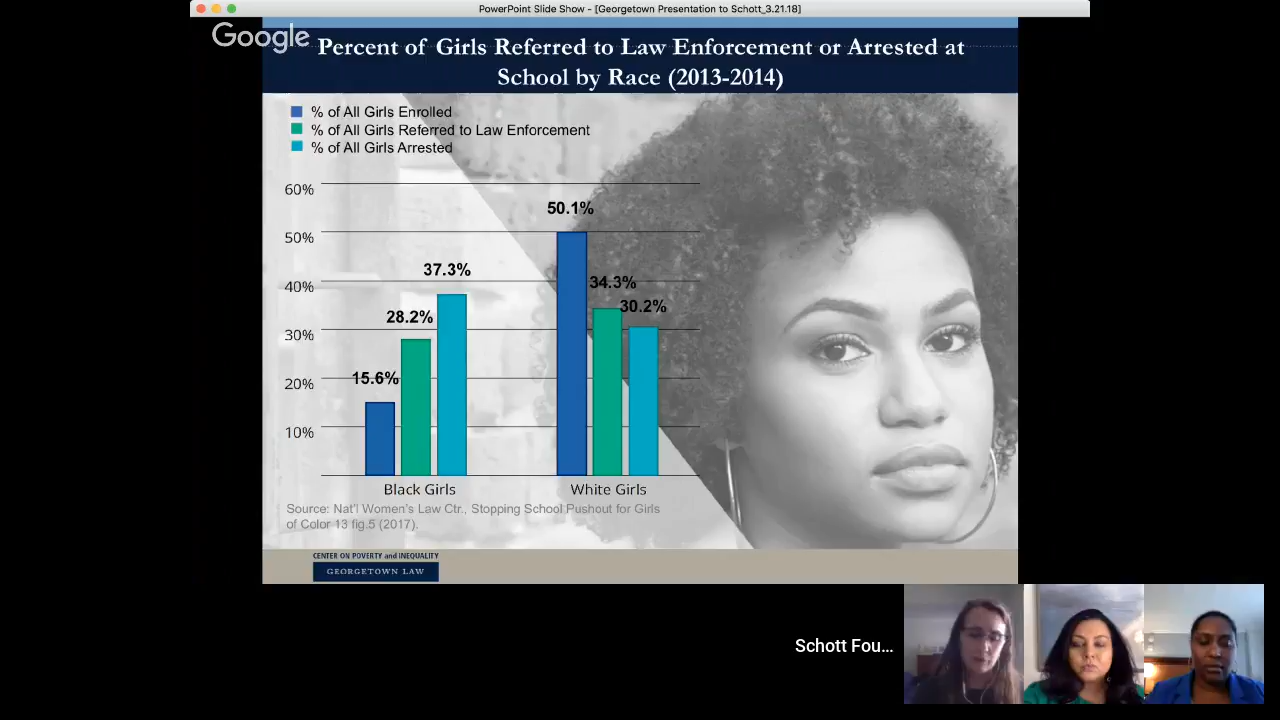 PowerPoint Slide Show - [Georgetown Presentation to Schott_3.21.18]
Google
Percent of Girls Referred to Law Enforcement or Arrested at
School by Race (2013-2014)
% of All Girls Enrolled
% of All Girls Referred to Law Enforcement
% of All Girls Arrested
60%
50%
40%
30%
20%
10%
15.6%
28.2%
37.3%
50.1%
34.3%
30.2%
Black Girls
White Girls
Source: Nat'l Women's Law Ctr., Stopping School Pushout for Girls
of Color 13 fig.5 (2017).
CENTER ON POVERTY and INEQUALITY
GEORGETOWN LAW
Schott Fou...